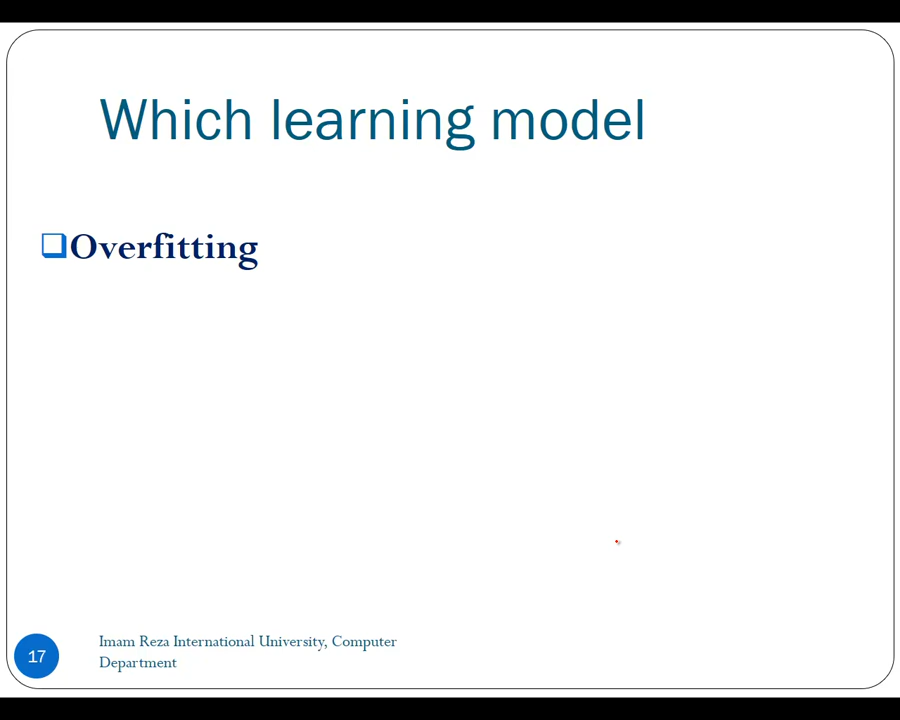 Which learning model
Overfitting
17
Imam Reza International University, Computer
Department